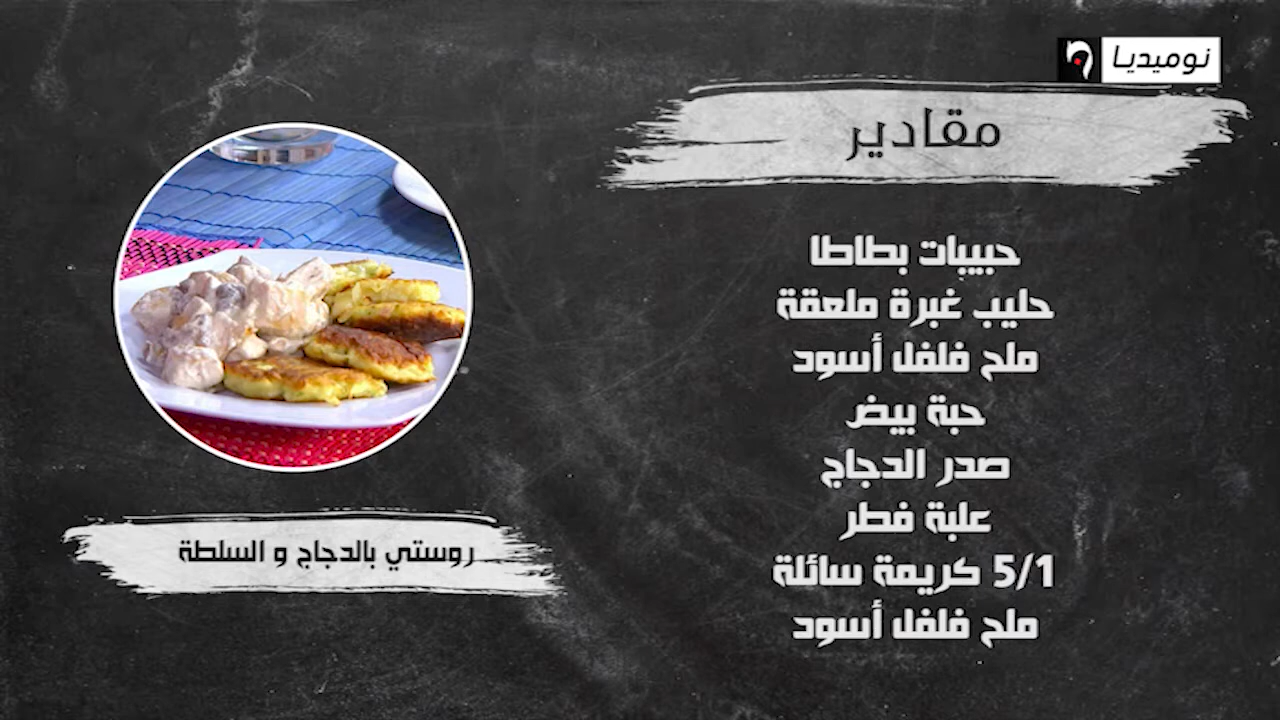 نوميديا
مقادير
حبيبات بطاطا
حليب غبرة ملعقة
ملح فلفل أسود
حبة بيض
صدر الدجاج
علبة فطر
5/1 كريمة سائلة
ملح فلفل أسود
روستي بالدجاج و السلطة